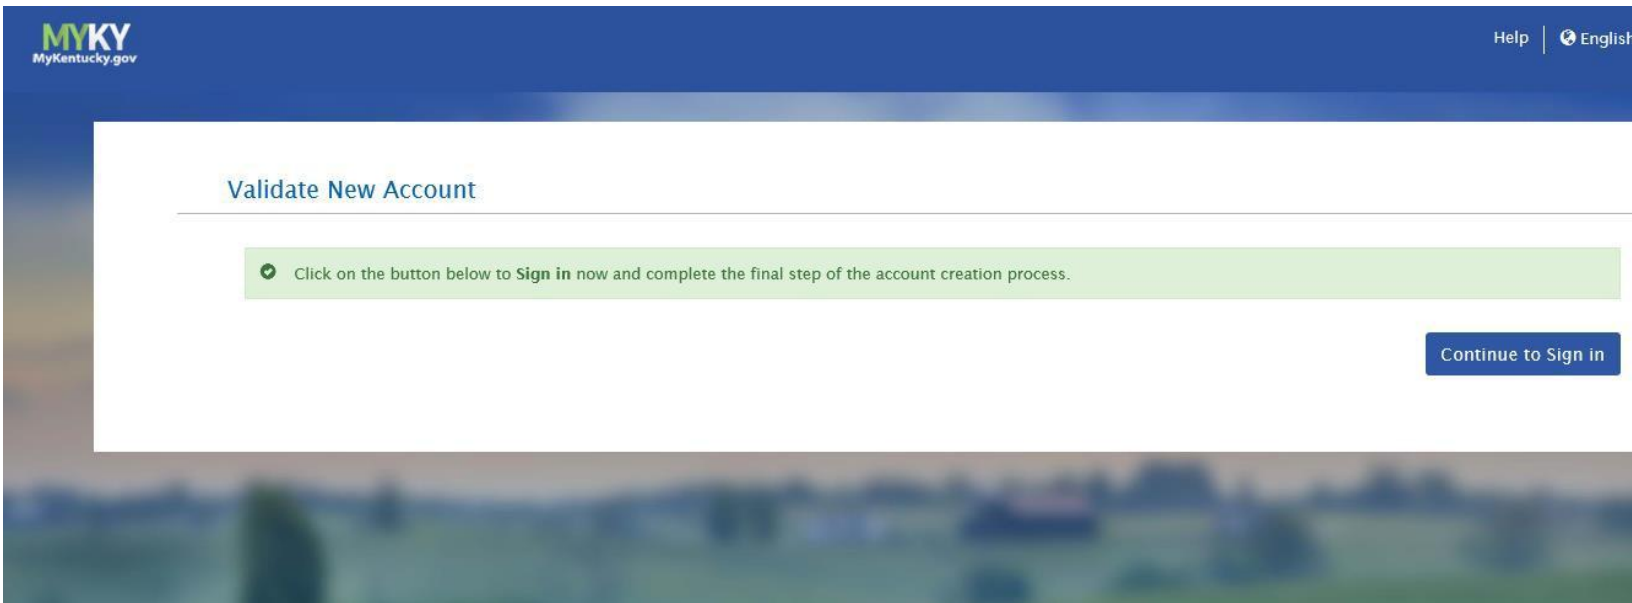 MYKY
MyKentucky.gov
Help
English
Validate New Account
Click on the button below to Sign in now and complete the final step of the account creation process.
Continue to Sign in